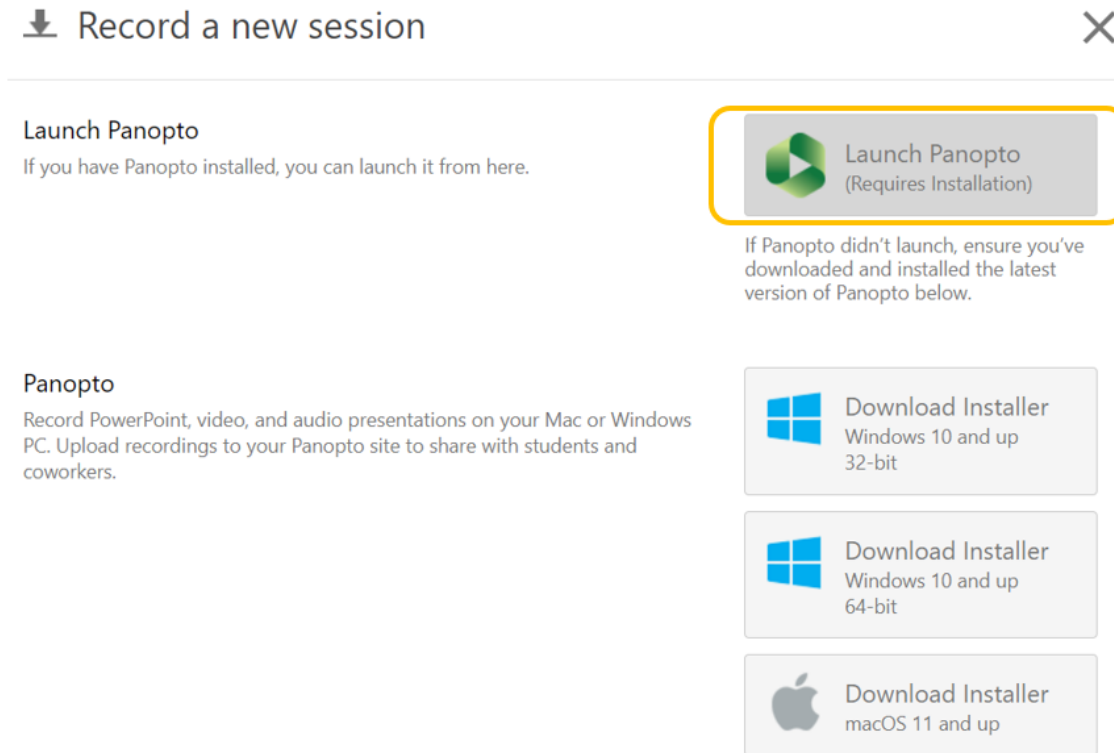 Record a new session
Launch Panopto
If you have Panopto installed, you can launch it from here.
Launch Panopto
(Requires Installation)
If Panopto didn't launch, ensure you've
downloaded and installed the latest
version of Panopto below.
Panopto
Record PowerPoint, video, and audio presentations on your Mac or Windows
PC. Upload recordings to your Panopto site to share with students and
coworkers.
Download Installer
Windows 10 and up
32-bit
Download Installer
Windows 10 and up
64-bit
Download Installer
macOS 11 and up